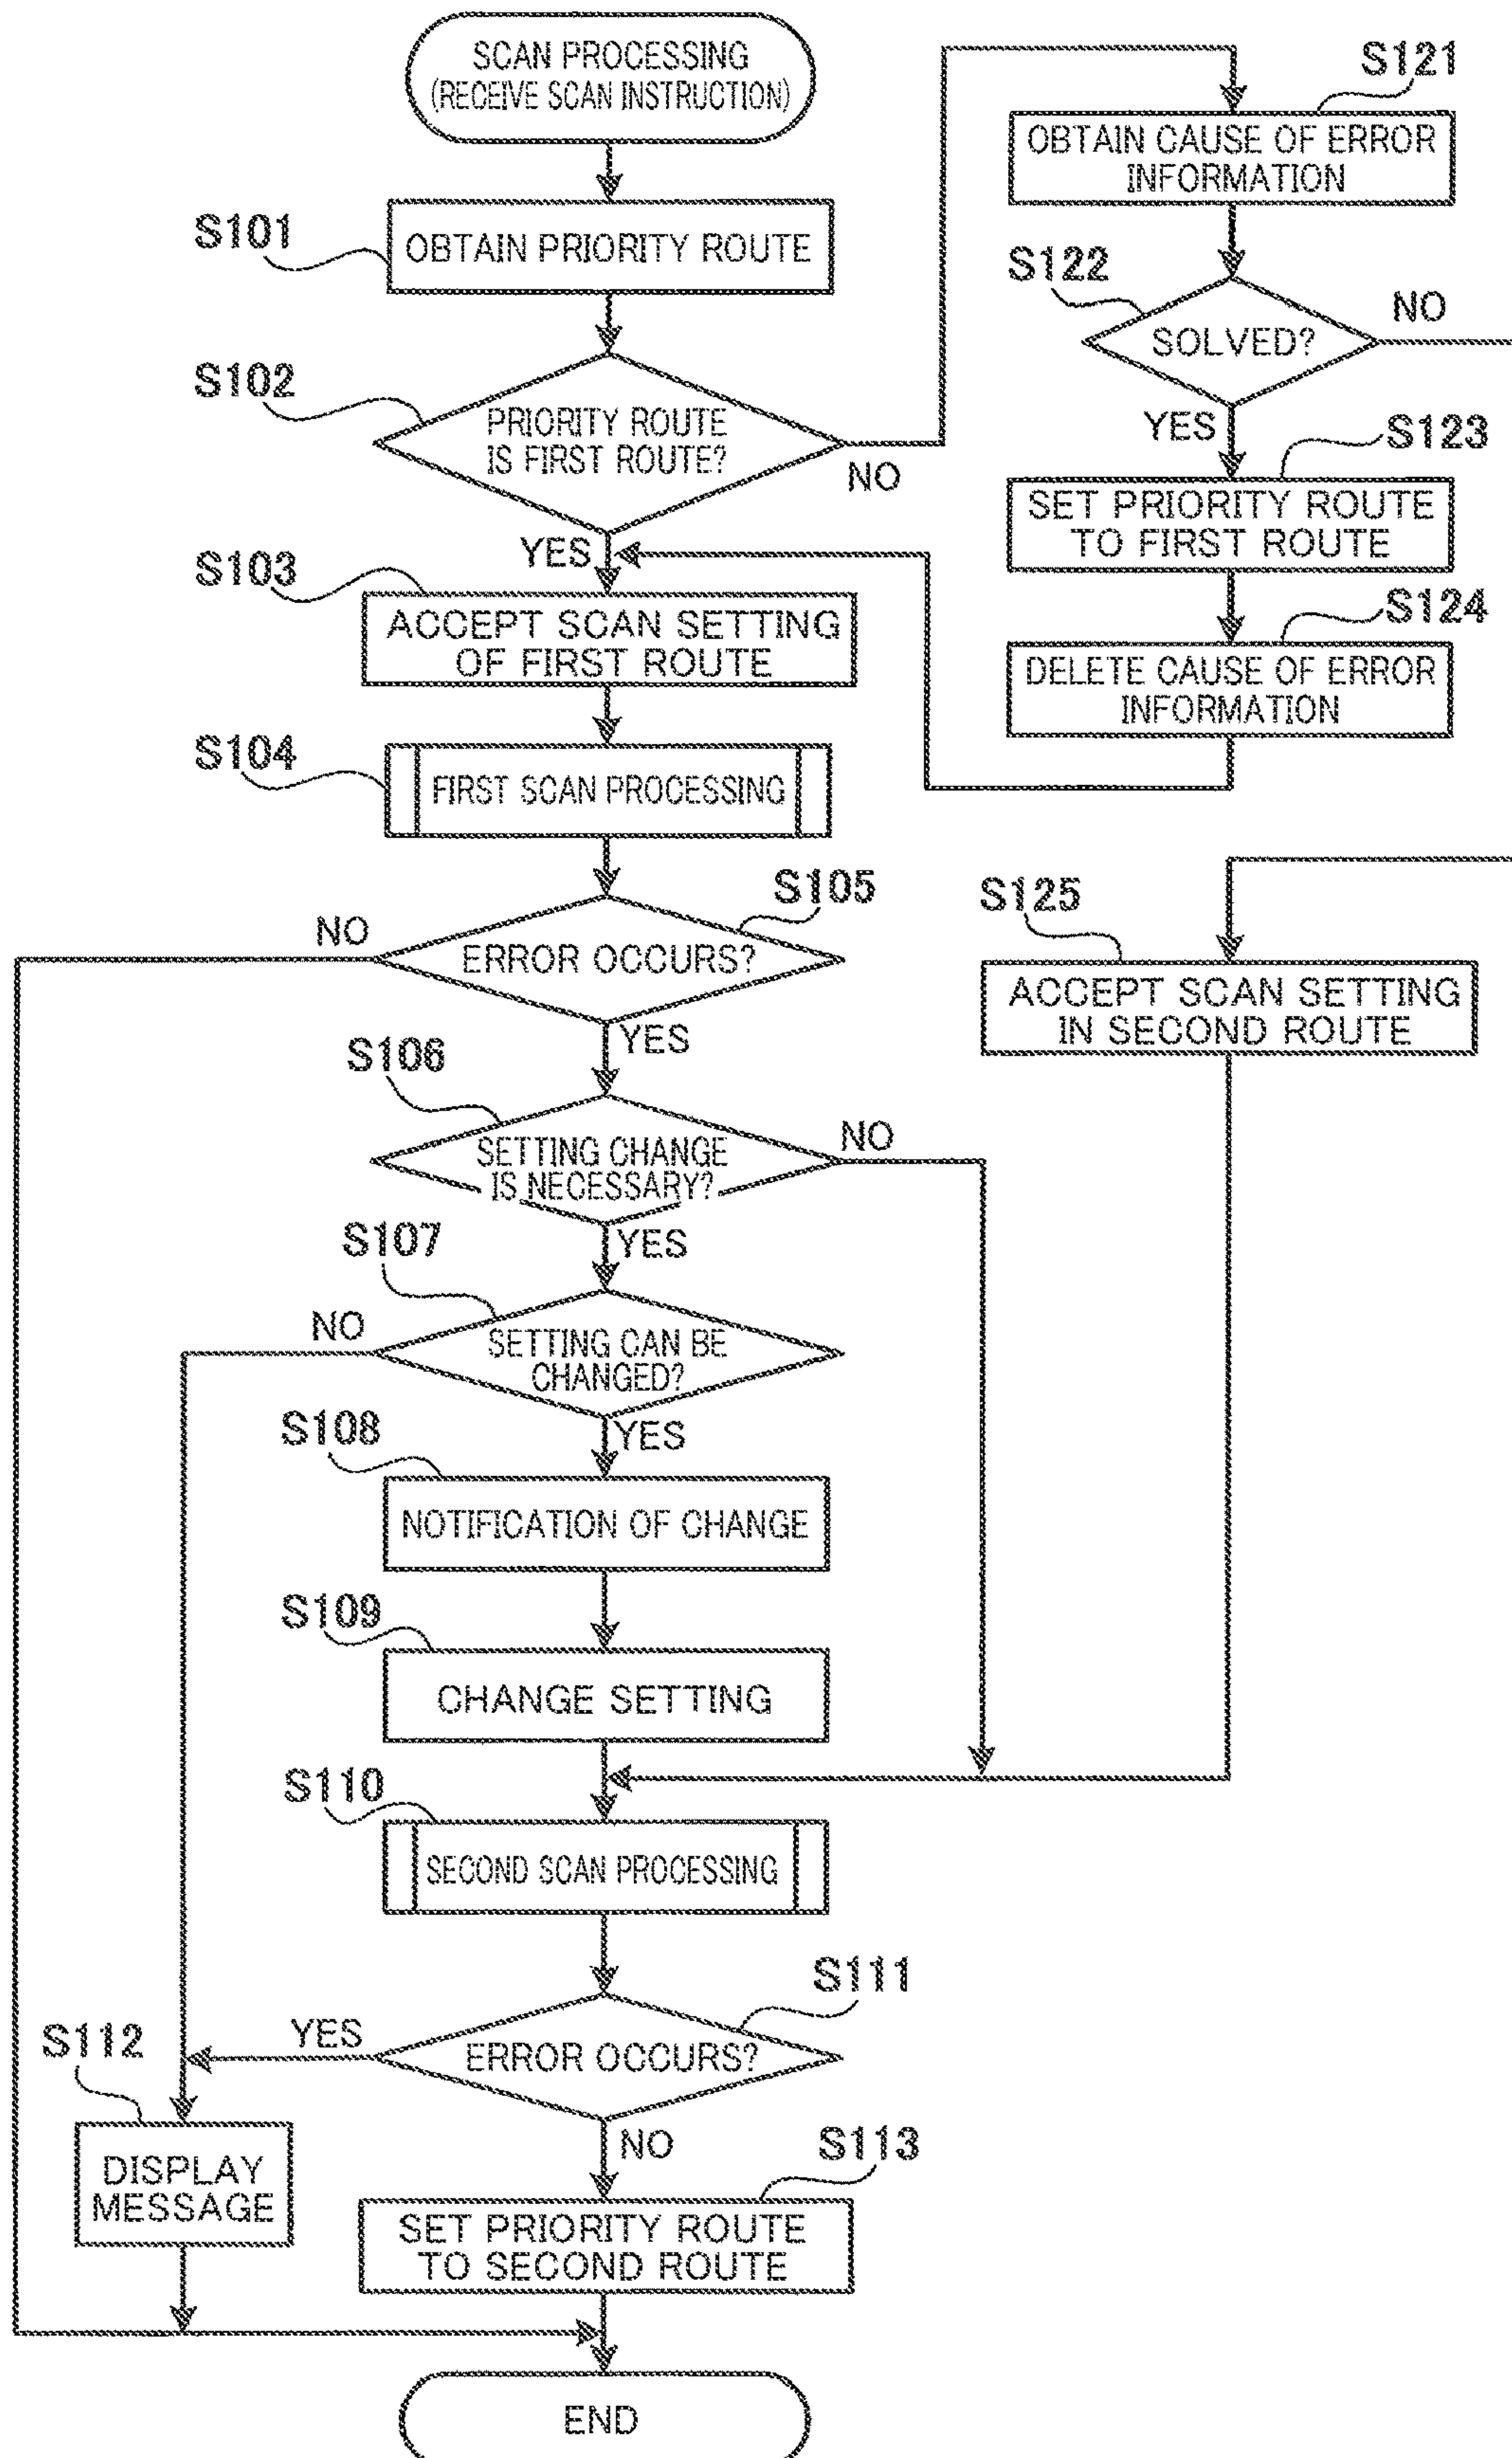 SCAN PROCESSING
(RECEIVE SCAN INSTRUCTION)
S101
OBTAIN PRIORITY ROUTE
S102
PRIORITY ROUTE
IS FIRST ROUTE?
NO
YES
S103
ACCEPT SCAN SETTING
OF FIRST ROUTE
S104
FIRST SCAN PROCESSING
S105
NO
ERROR OCCURS?
YES
S106
SETTING CHANGE
IS NECESSARY?
NO
YES
S107
NO
SETTING CAN BE
CHANGED?
YES
S108
NOTIFICATION OF CHANGE
S109
CHANGE SETTING
S110
SECOND SCAN PROCESSING
S111
YES
ERROR OCCURS?
S112
DISPLAY
MESSAGE
NO
S113
SET PRIORITY ROUTE
TO SECOND ROUTE
END
S121
OBTAIN CAUSE OF ERROR
INFORMATION
S122
SOLVED?
NO
YES
S123
SET PRIORITY ROUTE
TO FIRST ROUTE
S124
DELETE CAUSE OF ERROR
INFORMATION
S125
ACCEPT SCAN SETTING
IN SECOND ROUTE